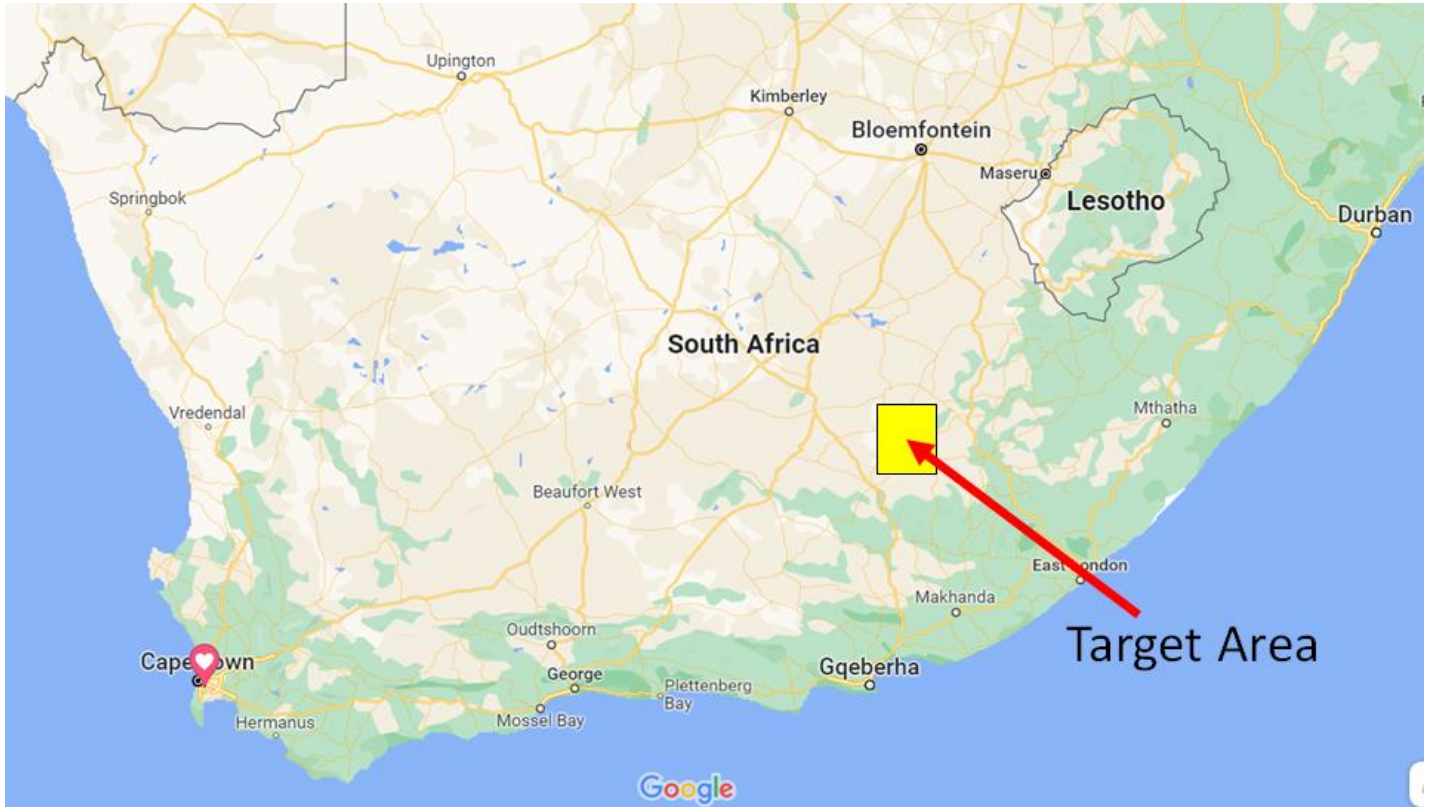 Upington
Kimberley
Bloemfontein
Maseru
Lesotho
Springbok
Durban
South Africa
Vredendal
Mthatha
Beaufort West
East London
Makhanda
Oudtshoorn
Target Area
Cape Town
Gqeberha
George
Plettenberg
Bay
Mossel Bay
Hermanus
Google